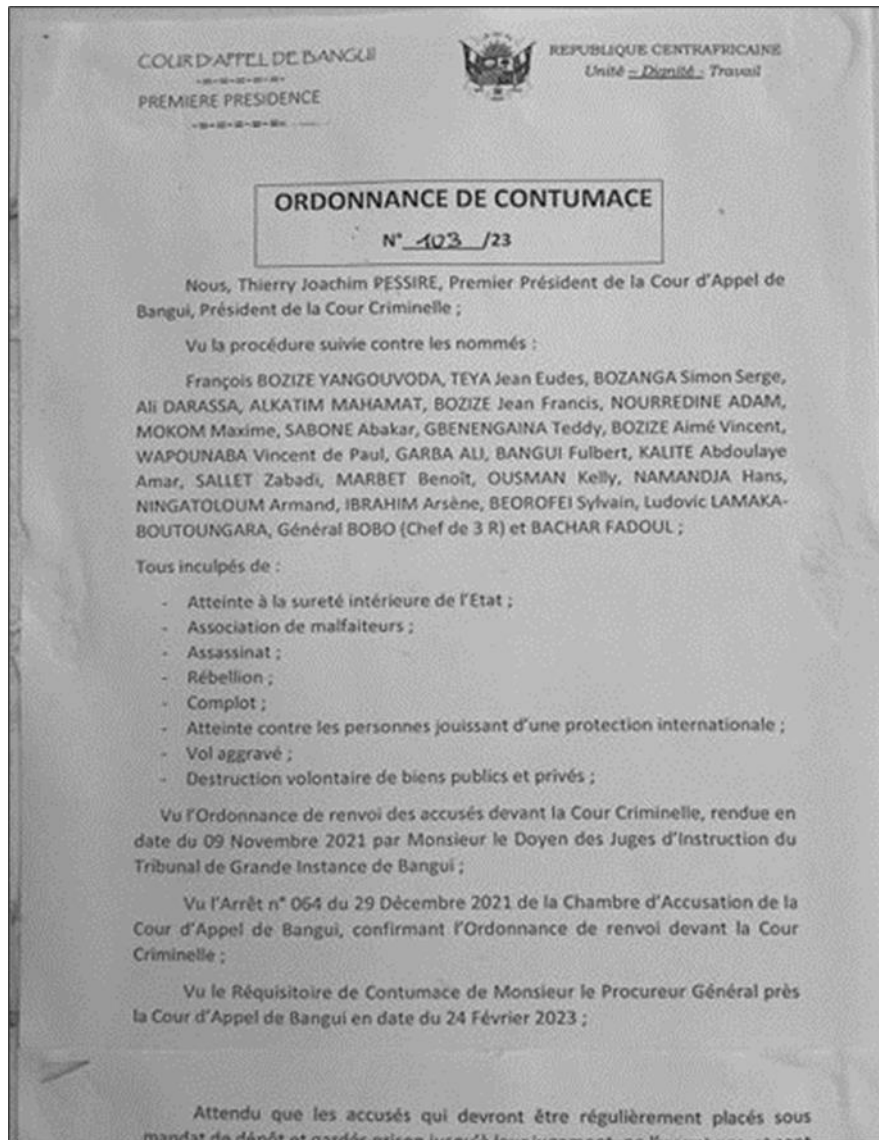 COUR D'APPEL DE BANGUI
REPUBLIQUE CENTRAFRICAINE
Unité – Dignité - Travail
-=-=-=-=-=-
PREMIERE PRESIDENCE
-=-=-=-=-=-
ORDONNANCE DE CONTUMACE
N° 103 /23
Nous, Thierry Joachim PESSIRE, Premier Président de la Cour d'Appel de
Bangui, Président de la Cour Criminelle ;
Vu la procédure suivie contre les nommés :
François BOZIZE YANGOUVODA, TEYA Jean Eudes, BOZANGA Simon Serge,
Ali DARASSA, ALKATIM MAHAMAT, BOZIZE Jean Francis, NOURREDINE ADAM,
MOKOM Maxime, SABONE Abakar, GBENENGAINA Teddy, BOZIZE Aimé Vincent,
WAPOUNABA Vincent de Paul, GARBA ALI, BANGUI Fulbert, KALITE Abdoulaye
Amar, SALLET Zabadi, MARBET Benoît, OUSMAN Kelly, NAMANDJA Hans,
NINGATOLOUM Armand, IBRAHIM Arsène, BEOROFEI Sylvain, Ludovic LAMAKA-
BOUTOUNGARA, Général BOBO (Chef de 3 R) et BACHAR FADOUL ;
Tous inculpés de :
- Atteinte à la sureté intérieure de l'Etat ;
- Association de malfaiteurs ;
- Assassinat ;
- Rébellion ;
- Complot ;
- Atteinte contre les personnes jouissant d'une protection internationale ;
- Vol aggravé ;
- Destruction volontaire de biens publics et privés ;
Vu l'Ordonnance de renvoi des accusés devant la Cour Criminelle, rendue en
date du 09 Novembre 2021 par Monsieur le Doyen des Juges d'Instruction du
Tribunal de Grande Instance de Bangui ;
Vu l'Arrêt n° 064 du 29 Décembre 2021 de la Chambre d'Accusation de la
Cour d'Appel de Bangui, confirmant l'Ordonnance de renvoi devant la Cour
Criminelle ;
Vu le Réquisitoire de Contumace de Monsieur le Procureur Général près
la Cour d'Appel de Bangui en date du 24 Février 2023 ;
Attendu que les accusés qui devront être régulièrement placés sous
mandat de dépôt et gardés prison jusqu'à leur jugement